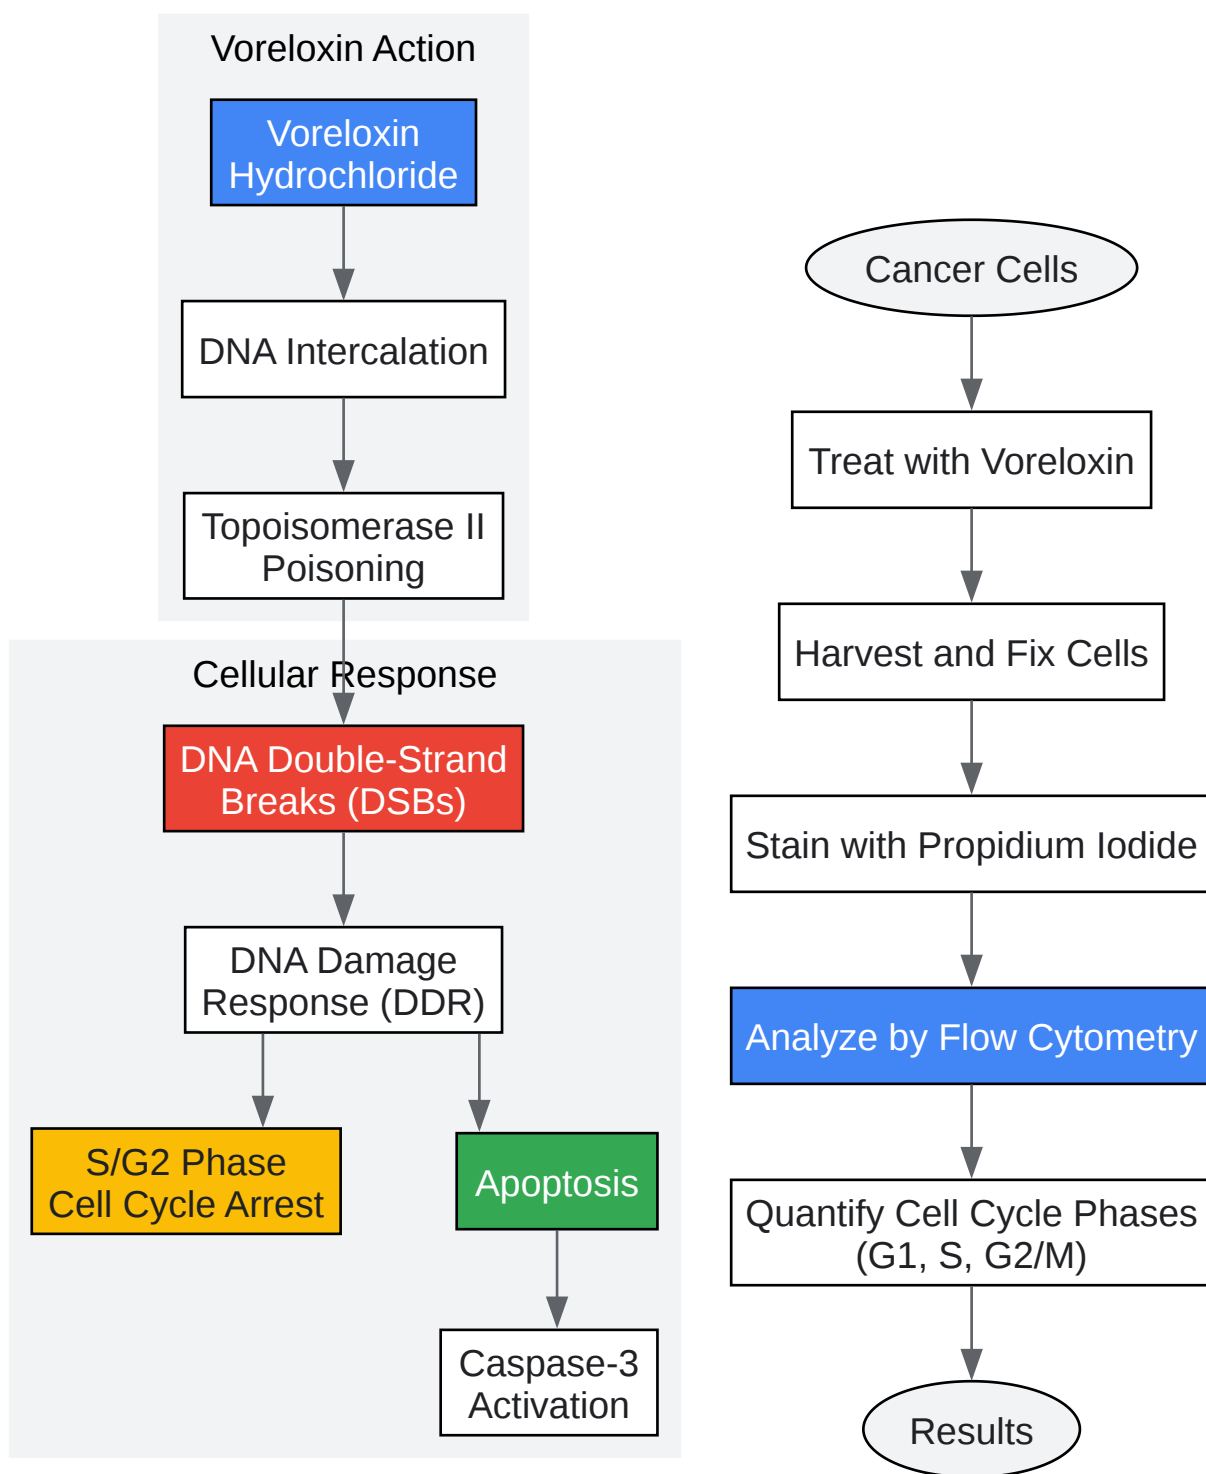 Voreloxin Action
Voreloxin
Hydrochloride
DNA Intercalation
Topoisomerase II
Poisoning
Cellular Response
DNA Double-Strand
Breaks (DSBs)
DNA Damage
Response (DDR)
S/G2 Phase
Cell Cycle Arrest
Apoptosis
Caspase-3
Activation
Cancer Cells
Treat with Voreloxin
Harvest and Fix Cells
Stain with Propidium Iodide
Analyze by Flow Cytometry
Quantify Cell Cycle Phases
(G1, S, G2/M)
Results